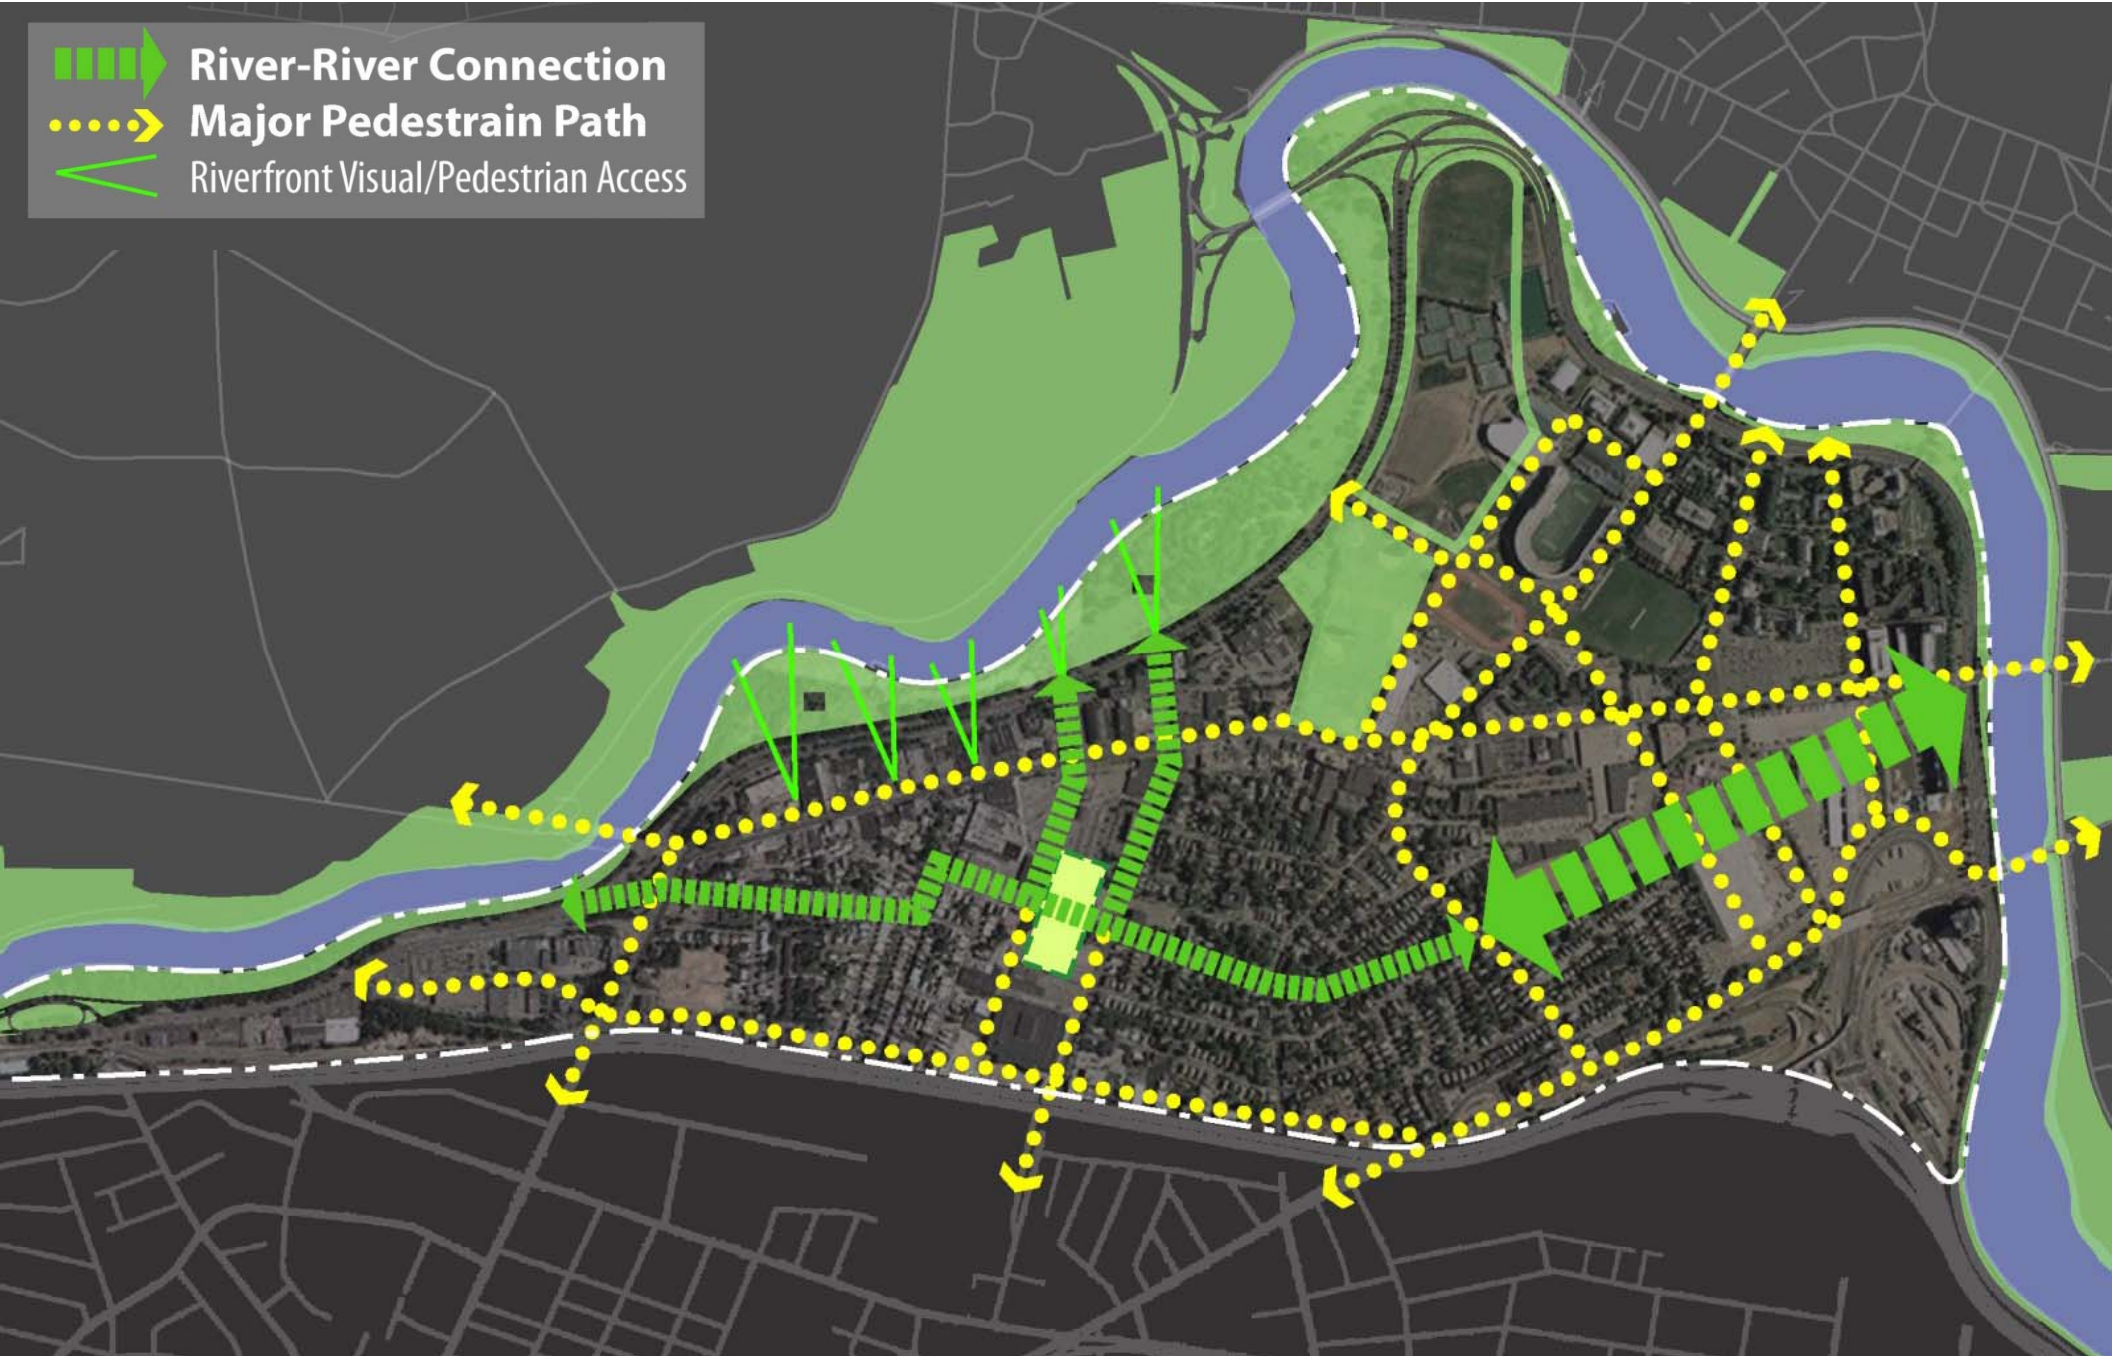 River-River Connection
Major Pedestrain Path
Riverfront Visual/Pedestrian Access